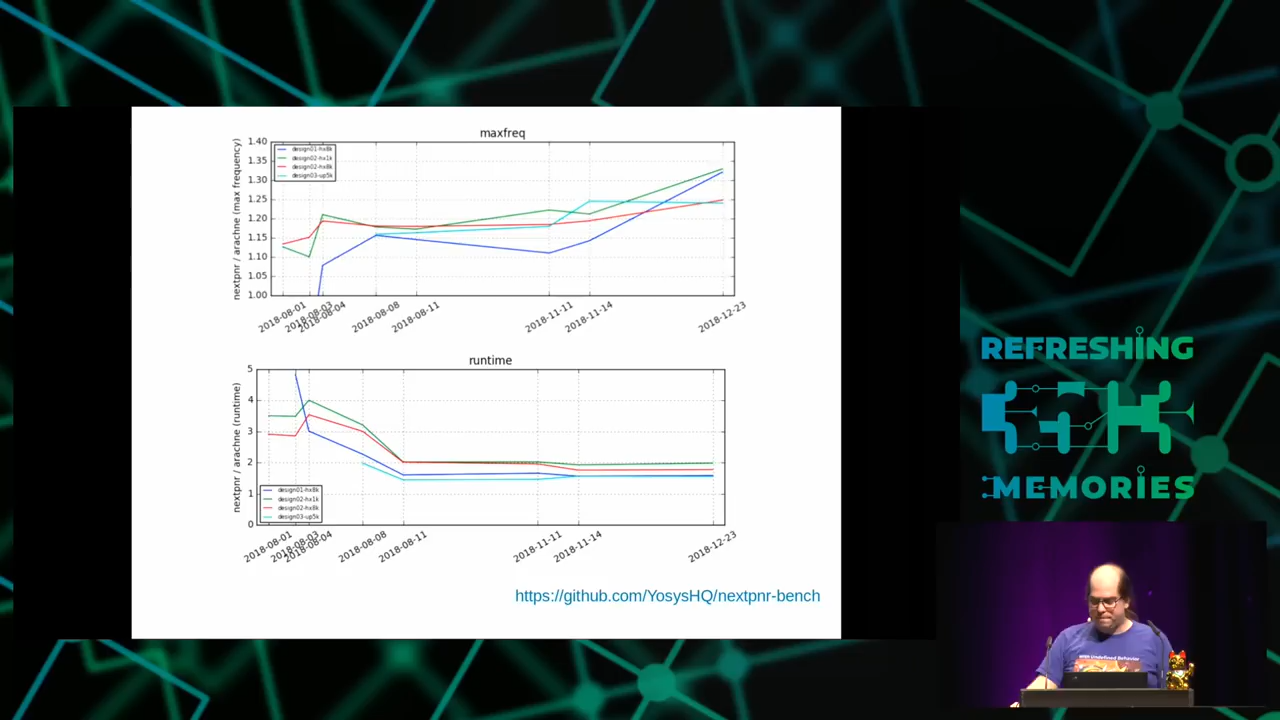 maxfreq
nextpnr / arachne (max frequency)
1.40
1.35
1.30
1.25
1.20
1.15
1.10
1.05
1.00
design01-hx8k
design02-hx1k
design02-hx8k
design03-up5k
2018-08-01
2018-08-03
2018-08-04
2018-08-08
2018-08-11
2018-11-11
2018-11-14
2018-12-23
runtime
nextpnr / arachne (runtime)
5
4
3
2
1
0
design01-hx8k
design02-hx1k
design02-hx8k
design03-up5k
2018-08-01
2018-08-03
2018-08-04
2018-08-08
2018-08-11
2018-11-11
2018-11-14
2018-12-23
https://github.com/YosysHQ/nextpnr-bench
REFRESHING
MEMORIES
With Undefined Behavior